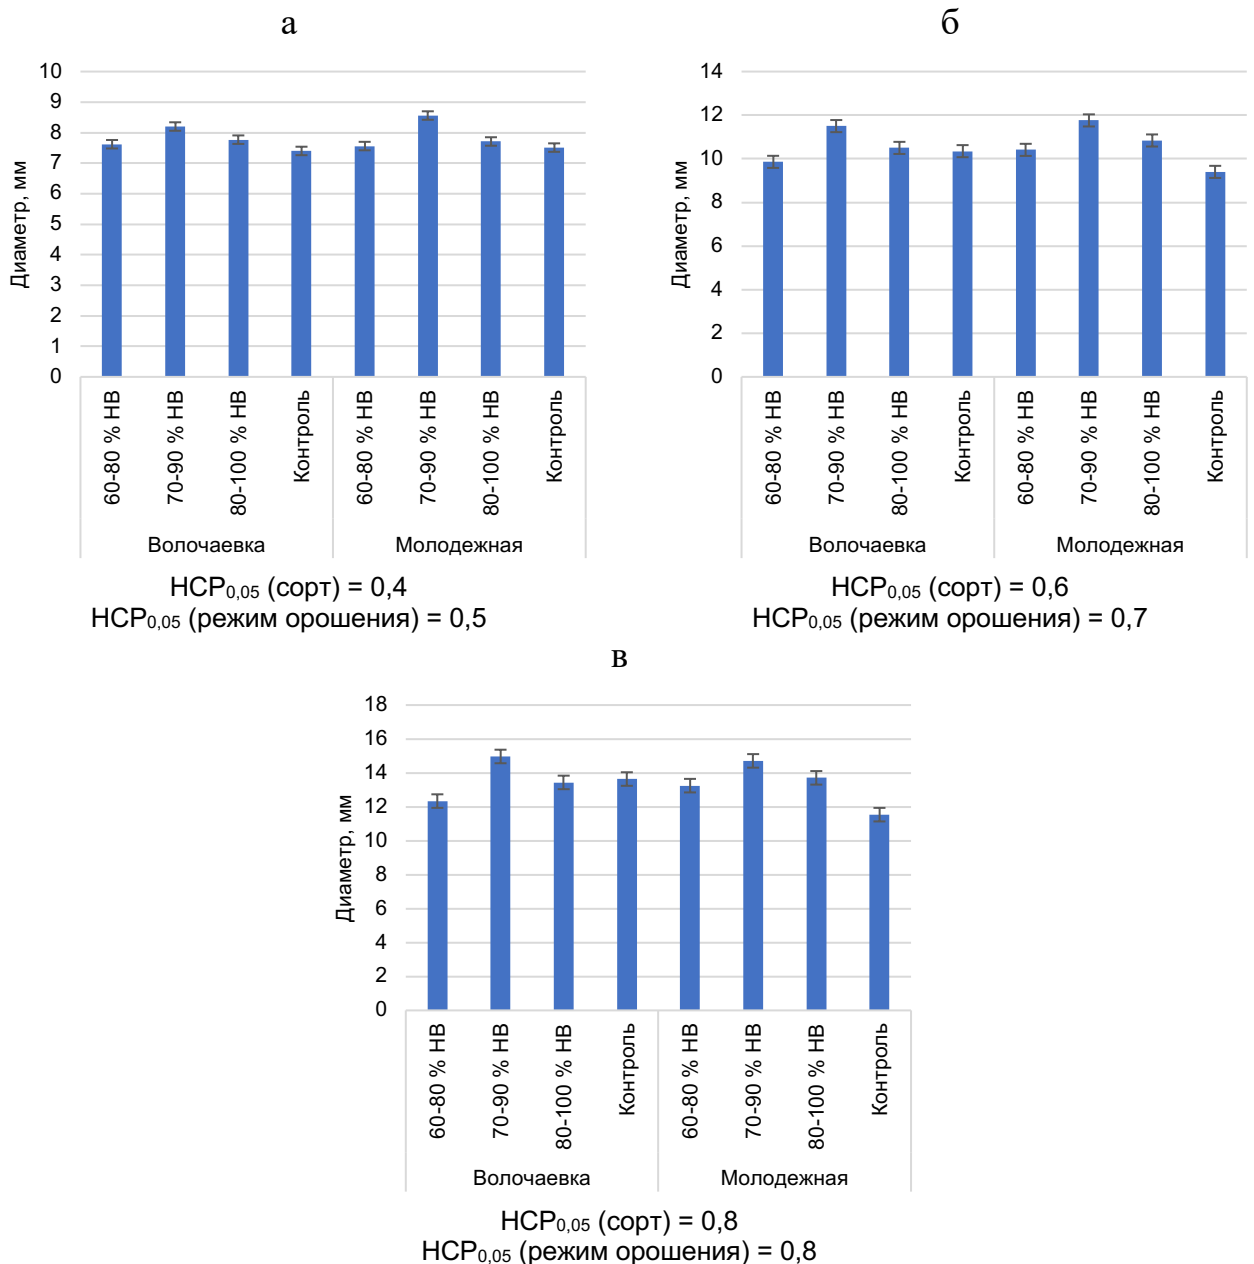 а
10
9
8
7
6
5
4
3
2
1
0
Диаметр, мм
60-80 % НВ
70-90 % НВ
80-100 % НВ
Контроль
60-80 % НВ
70-90 % НВ
80-100 % НВ
Контроль
Волочаевка
Молодежная
НСР0,05 (сорт) = 0,4
НСР0,05 (режим орошения) = 0,5
б
14
12
10
8
6
4
2
0
Диаметр, мм
60-80 % НВ
70-90 % НВ
80-100 % НВ
Контроль
60-80 % НВ
70-90 % НВ
80-100 % НВ
Контроль
Волочаевка
Молодежная
НСР0,05 (сорт) = 0,6
НСР0,05 (режим орошения) = 0,7
в
18
16
14
12
10
8
6
4
2
0
Диаметр, мм
60-80 % НВ
70-90 % НВ
80-100 % НВ
Контроль
60-80 % НВ
70-90 % НВ
80-100 % НВ
Контроль
Волочаевка
Молодежная
НСР0,05 (сорт) = 0,8
НСР0,05 (режим орошения) = 0,8